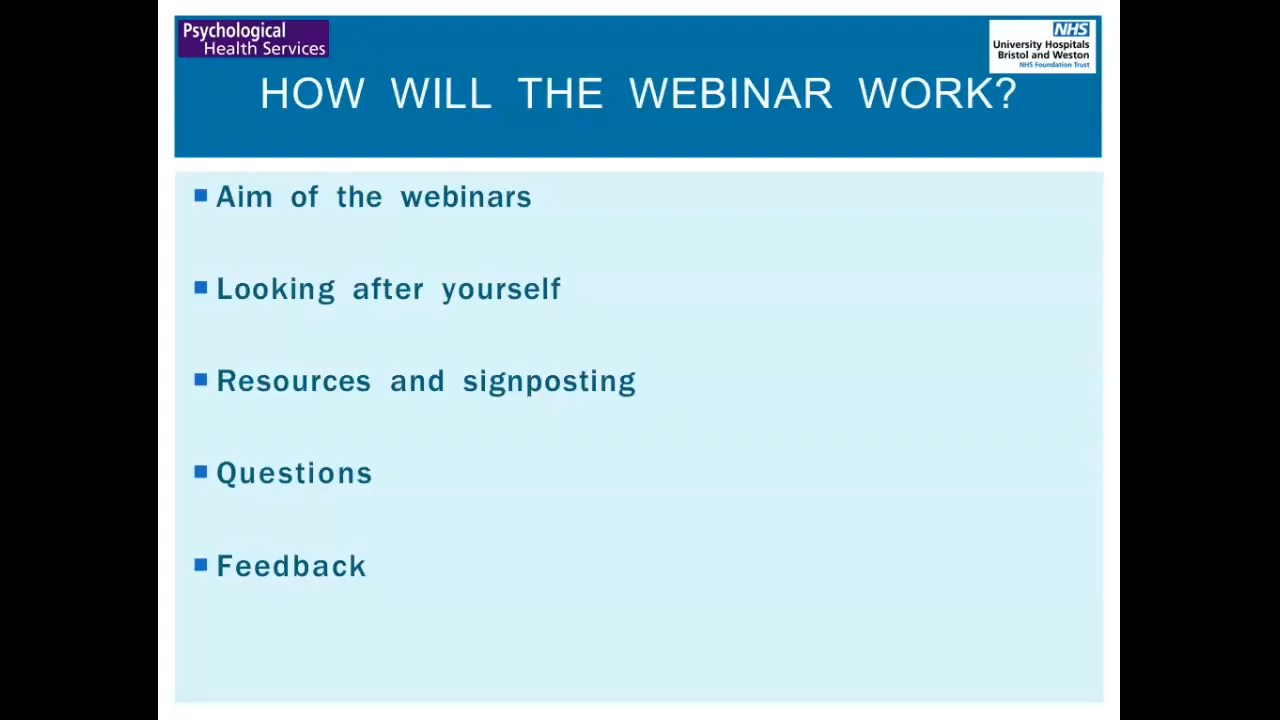 Psychological
Health Services
NHS
University Hospitals
Bristol and Weston
NHS Foundation Trust
HOW WILL THE WEBINAR WORK?
Aim of the webinars
Looking after yourself
Resources and signposting
Questions
Feedback